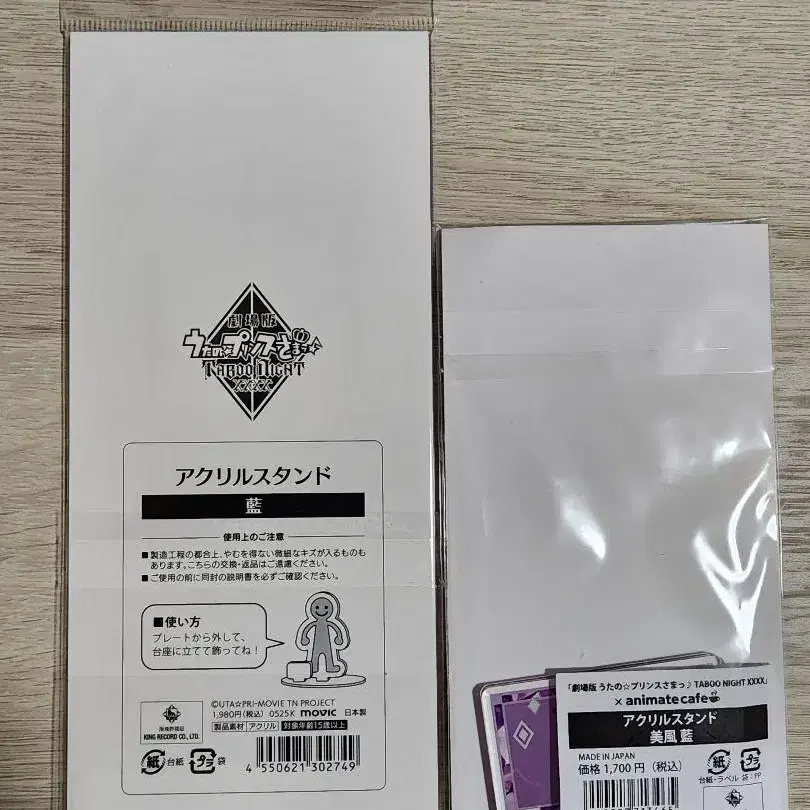 劇場版
うたの☆プリンスさまっ♪
TABOO NIGHT
XXXX
アクリルスタンド
藍
使用上のご注意
■製造工程の都合上、やむを得ない微細なキズが入るものも
あります。こちらの交換・返品はご遠慮ください。
■ご使用の前に同封の説明書を必ずご確認ください。
■使い方
プレートから外して、
台座に立てて飾ってね！
©UTA☆PRI-MOVIE TN PROJECT
1,980円(税込) 0525K movic 日本製
製品素材 アクリル 対象年齢15歳以上
発売許諾証
KING RECORD CO., LTD.
紙 台紙 プラ 袋
4 550621 302749
「劇場版 うたの☆プリンスさまっ♪ TABOO NIGHT XXXX」
× animatecafe
アクリルスタンド
美風 藍
MADE IN JAPAN
価格 1,700 円（税込）
紙 プラ
台紙・ラベル 袋：PP